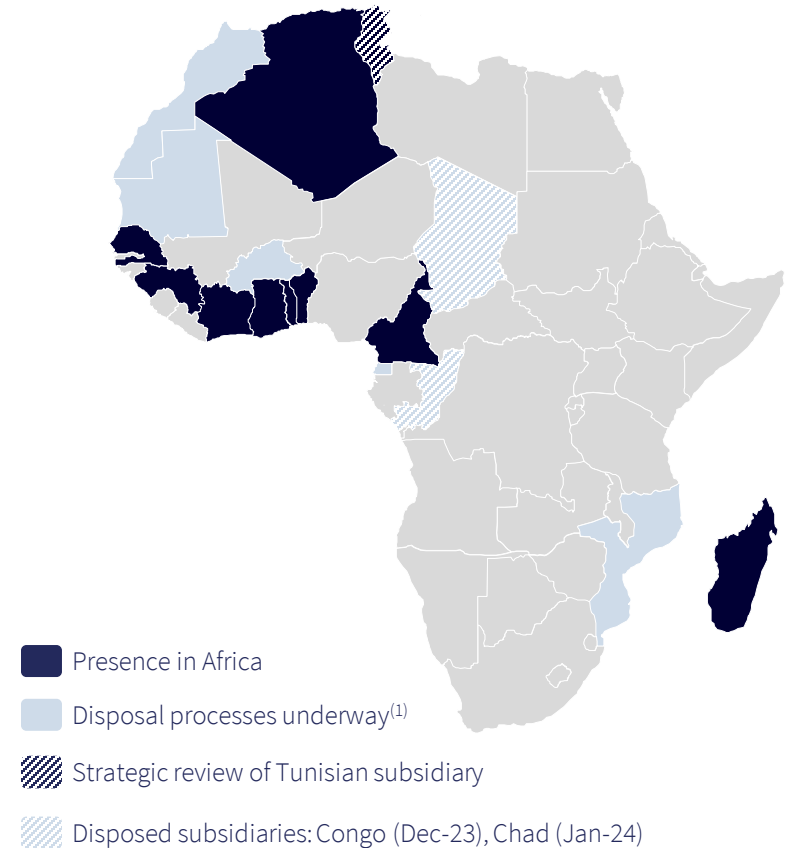 Presence in Africa
Disposal processes underway(1)
Strategic review of Tunisian subsidiary
Disposed subsidiaries: Congo (Dec-23), Chad (Jan-24)